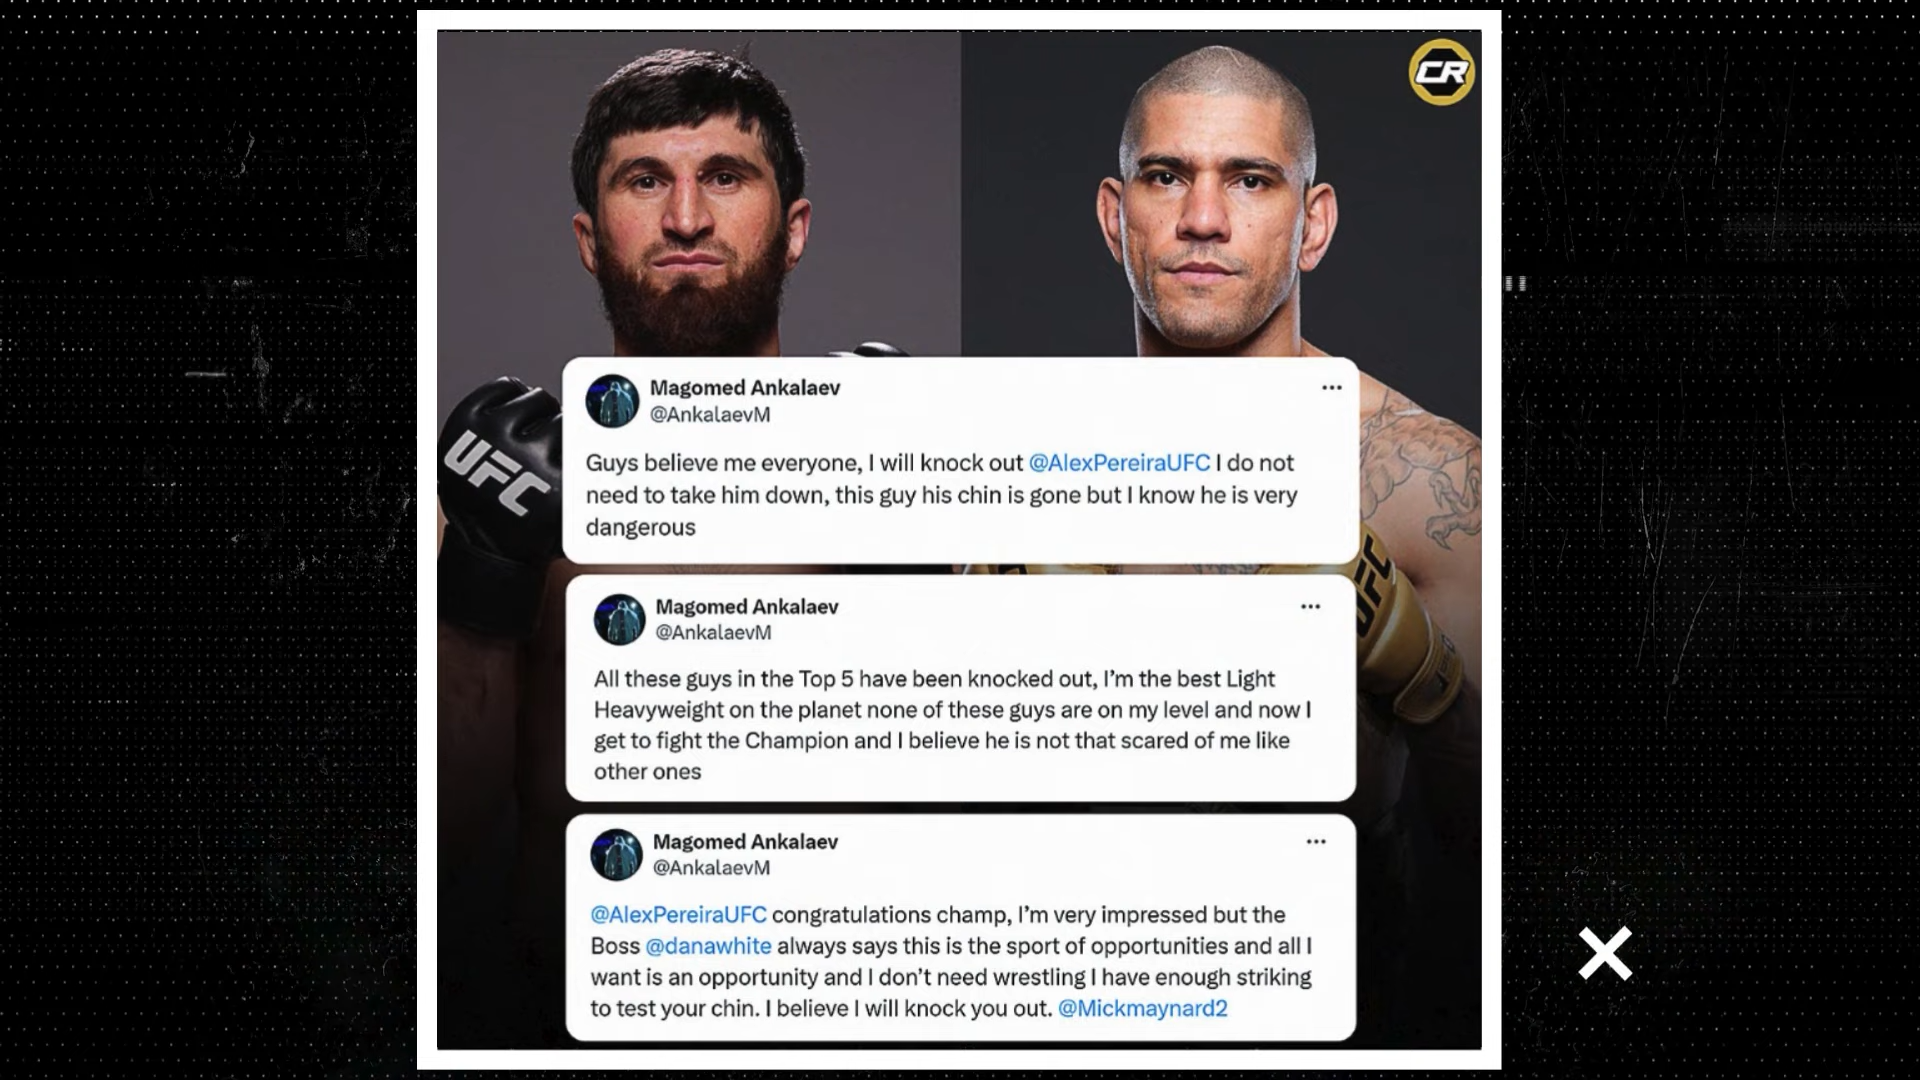 CR
UFC
Magomed Ankalaev
@AnkalaevM
Guys believe me everyone, I will knock out @AlexPereiraUFC I do not
need to take him down, this guy his chin is gone but I know he is very
dangerous
UFC
Magomed Ankalaev
@AnkalaevM
All these guys in the Top 5 have been knocked out, I'm the best Light
Heavyweight on the planet none of these guys are on my level and now I
get to fight the Champion and I believe he is not that scared of me like
other ones
Magomed Ankalaev
@AnkalaevM
@AlexPereiraUFC congratulations champ, I'm very impressed but the
Boss @danawhite always says this is the sport of opportunities and all I
want is an opportunity and I don't need wrestling I have enough striking
to test your chin. I believe I will knock you out. @Mickmaynard2